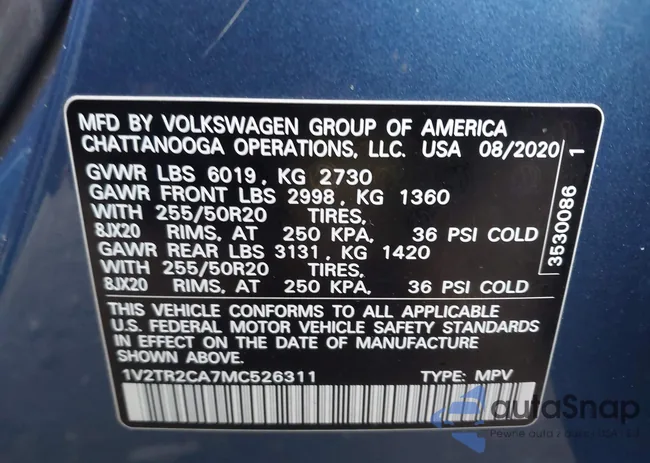 MFD BY VOLKSWAGEN GROUP OF AMERICA
CHATTANOOGA OPERATIONS, LLC. USA 08/2020
GVWR LBS 6019, KG 2730
GAWR FRONT LBS 2998, KG 1360
WITH 255/50R20 TIRES,
8JX20 RIMS, AT 250 KPA, 36 PSI COLD
GAWR REAR LBS 3131, KG 1420
WITH 255/50R20 TIRES,
8JX20 RIMS, AT 250 KPA, 36 PSI COLD
THIS VEHICLE CONFORMS TO ALL APPLICABLE
U.S. FEDERAL MOTOR VEHICLE SAFETY STANDARDS
IN EFFECT ON THE DATE OF MANUFACTURE
1V2TR2CA7MC526311 TYPE: MPV
3530086 1
autoSnap
Pewne auta z